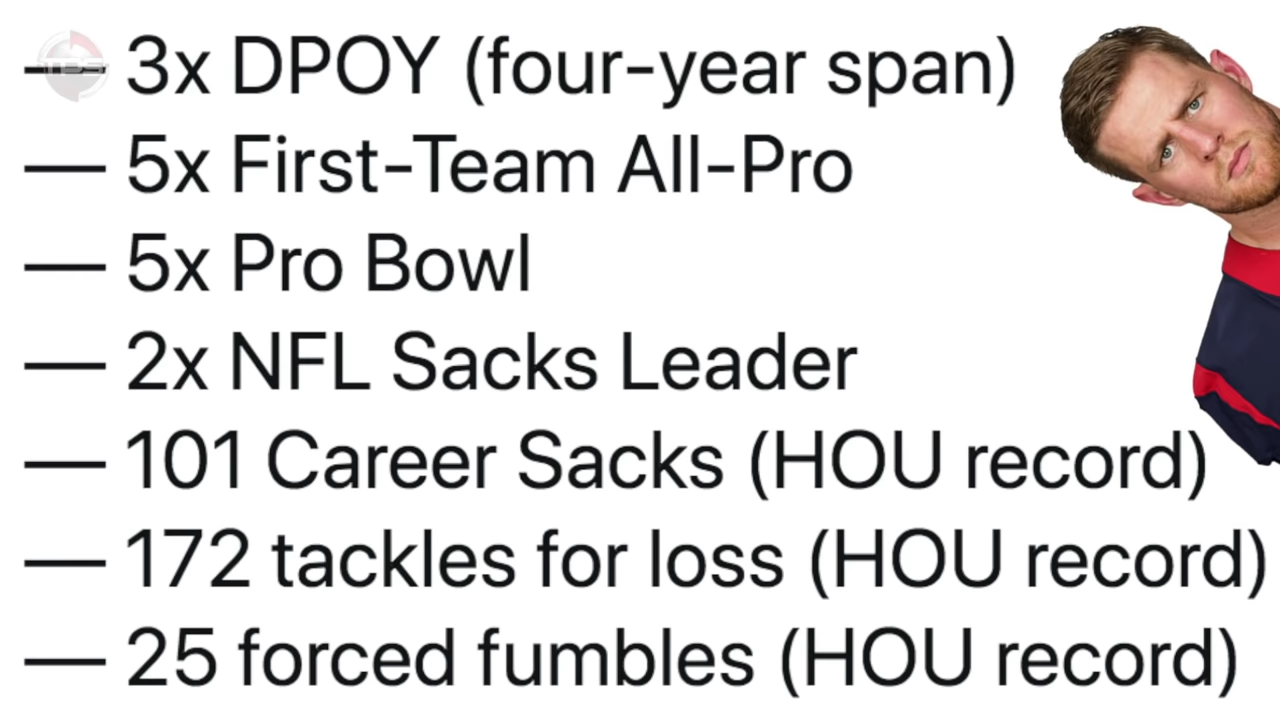 TBS
— 3x DPOY (four-year span)
— 5x First-Team All-Pro
— 5x Pro Bowl
— 2x NFL Sacks Leader
— 101 Career Sacks (HOU record)
— 172 tackles for loss (HOU record)
— 25 forced fumbles (HOU record)